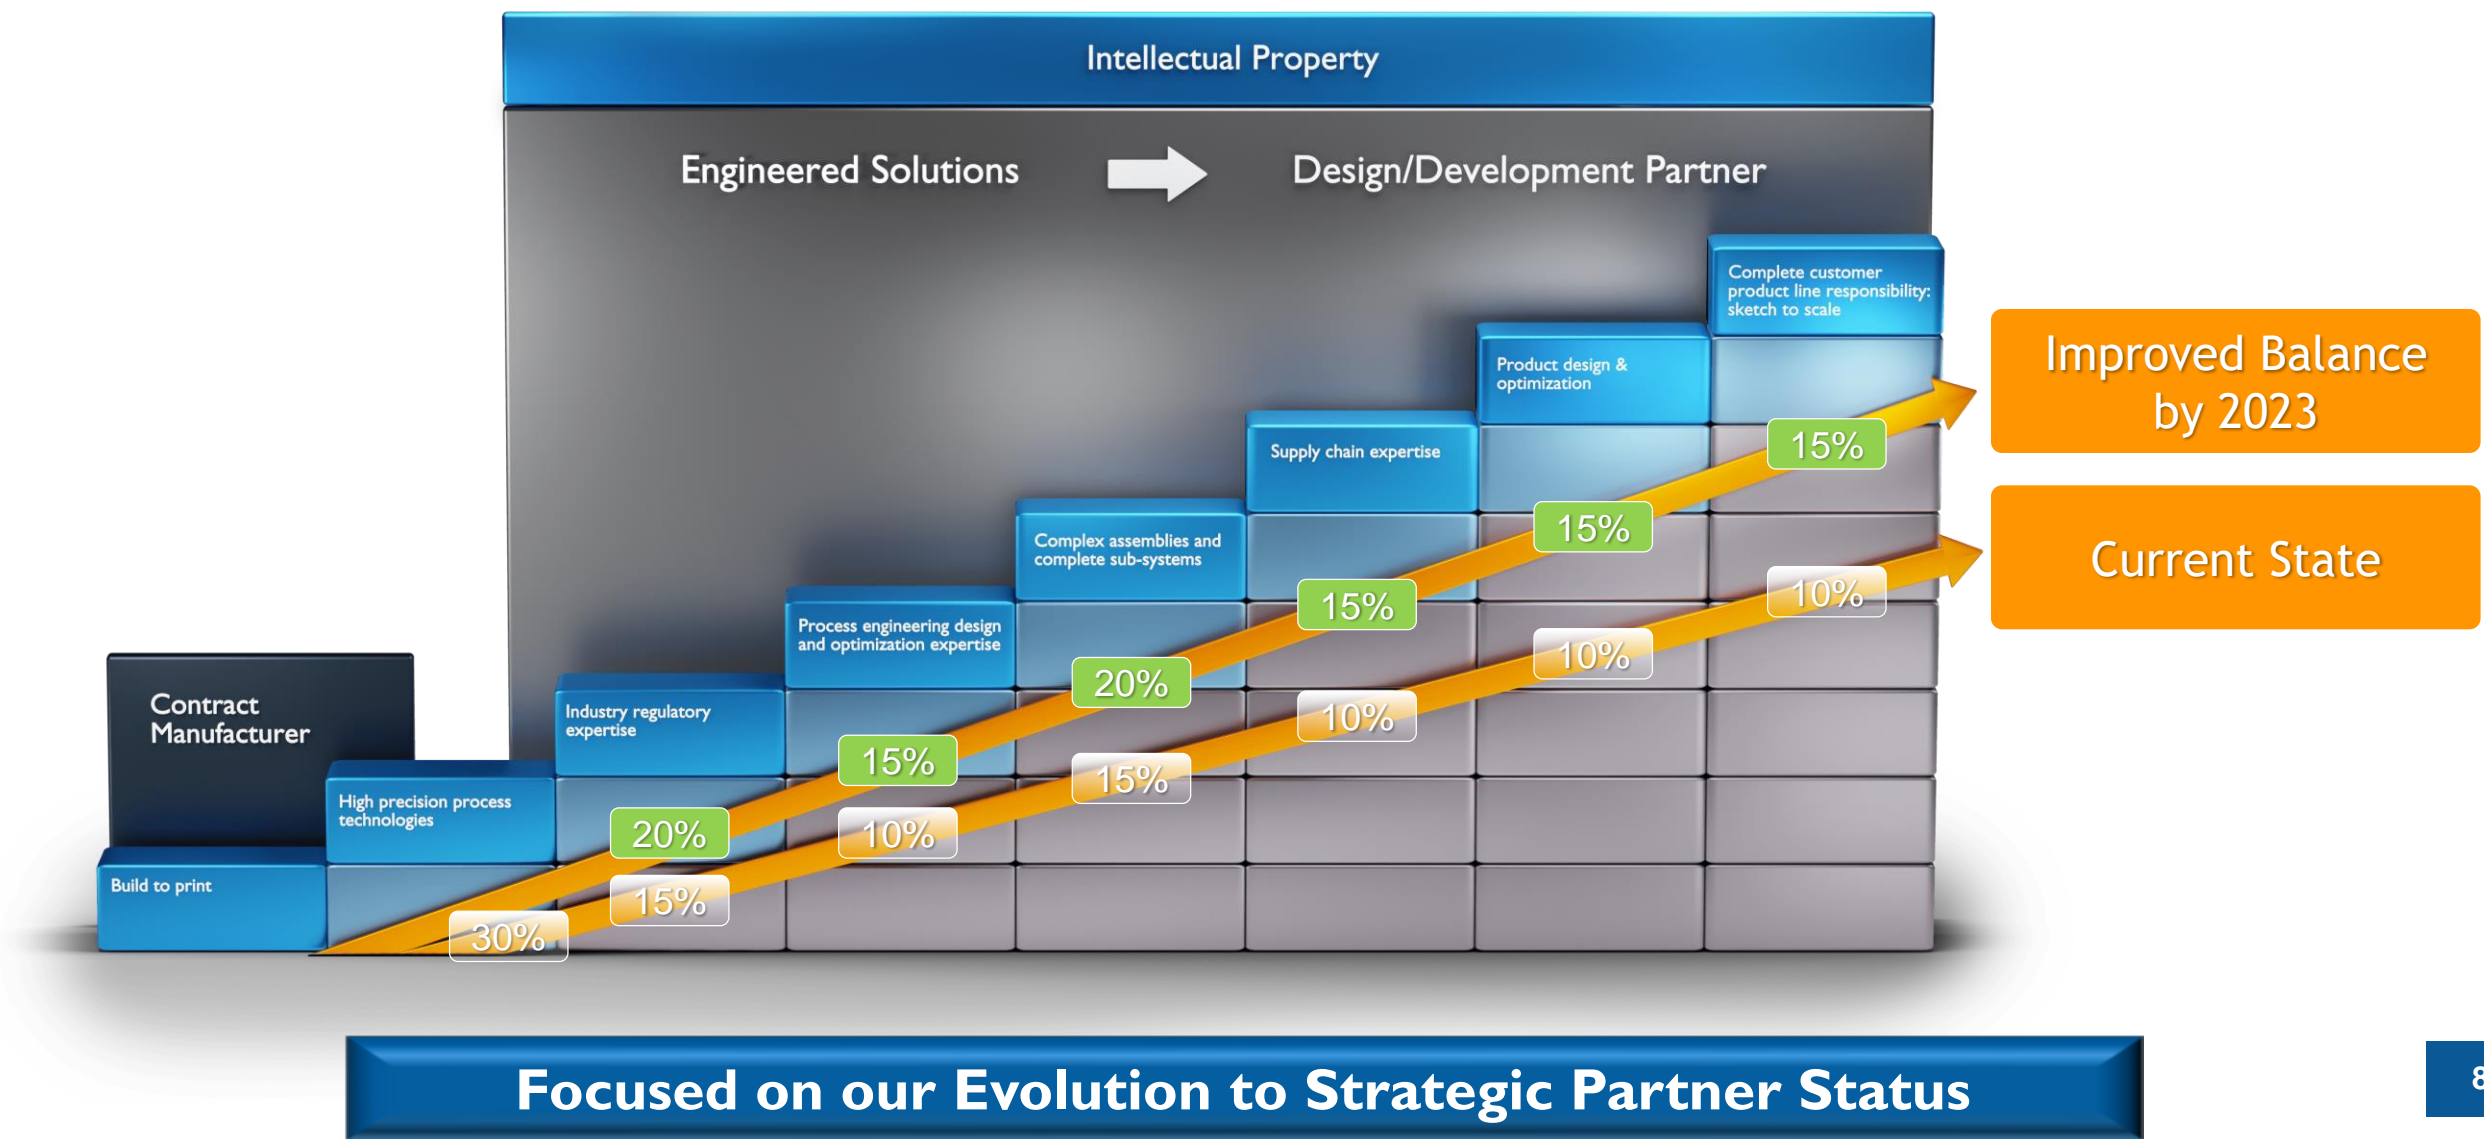 Intellectual Property
Engineered Solutions
Design/Development Partner
Complete customer
product line responsibility:
sketch to scale
Product design &
optimization
Supply chain expertise
Complex assemblies and
complete sub-systems
Process engineering design
and optimization expertise
Industry regulatory
expertise
High precision process
technologies
Build to print
Contract
Manufacturer
Improved Balance
by 2023
Current State
20%
15%
20%
15%
15%
15%
30%
15%
10%
15%
10%
10%
10%
Focused on our Evolution to Strategic Partner Status
8